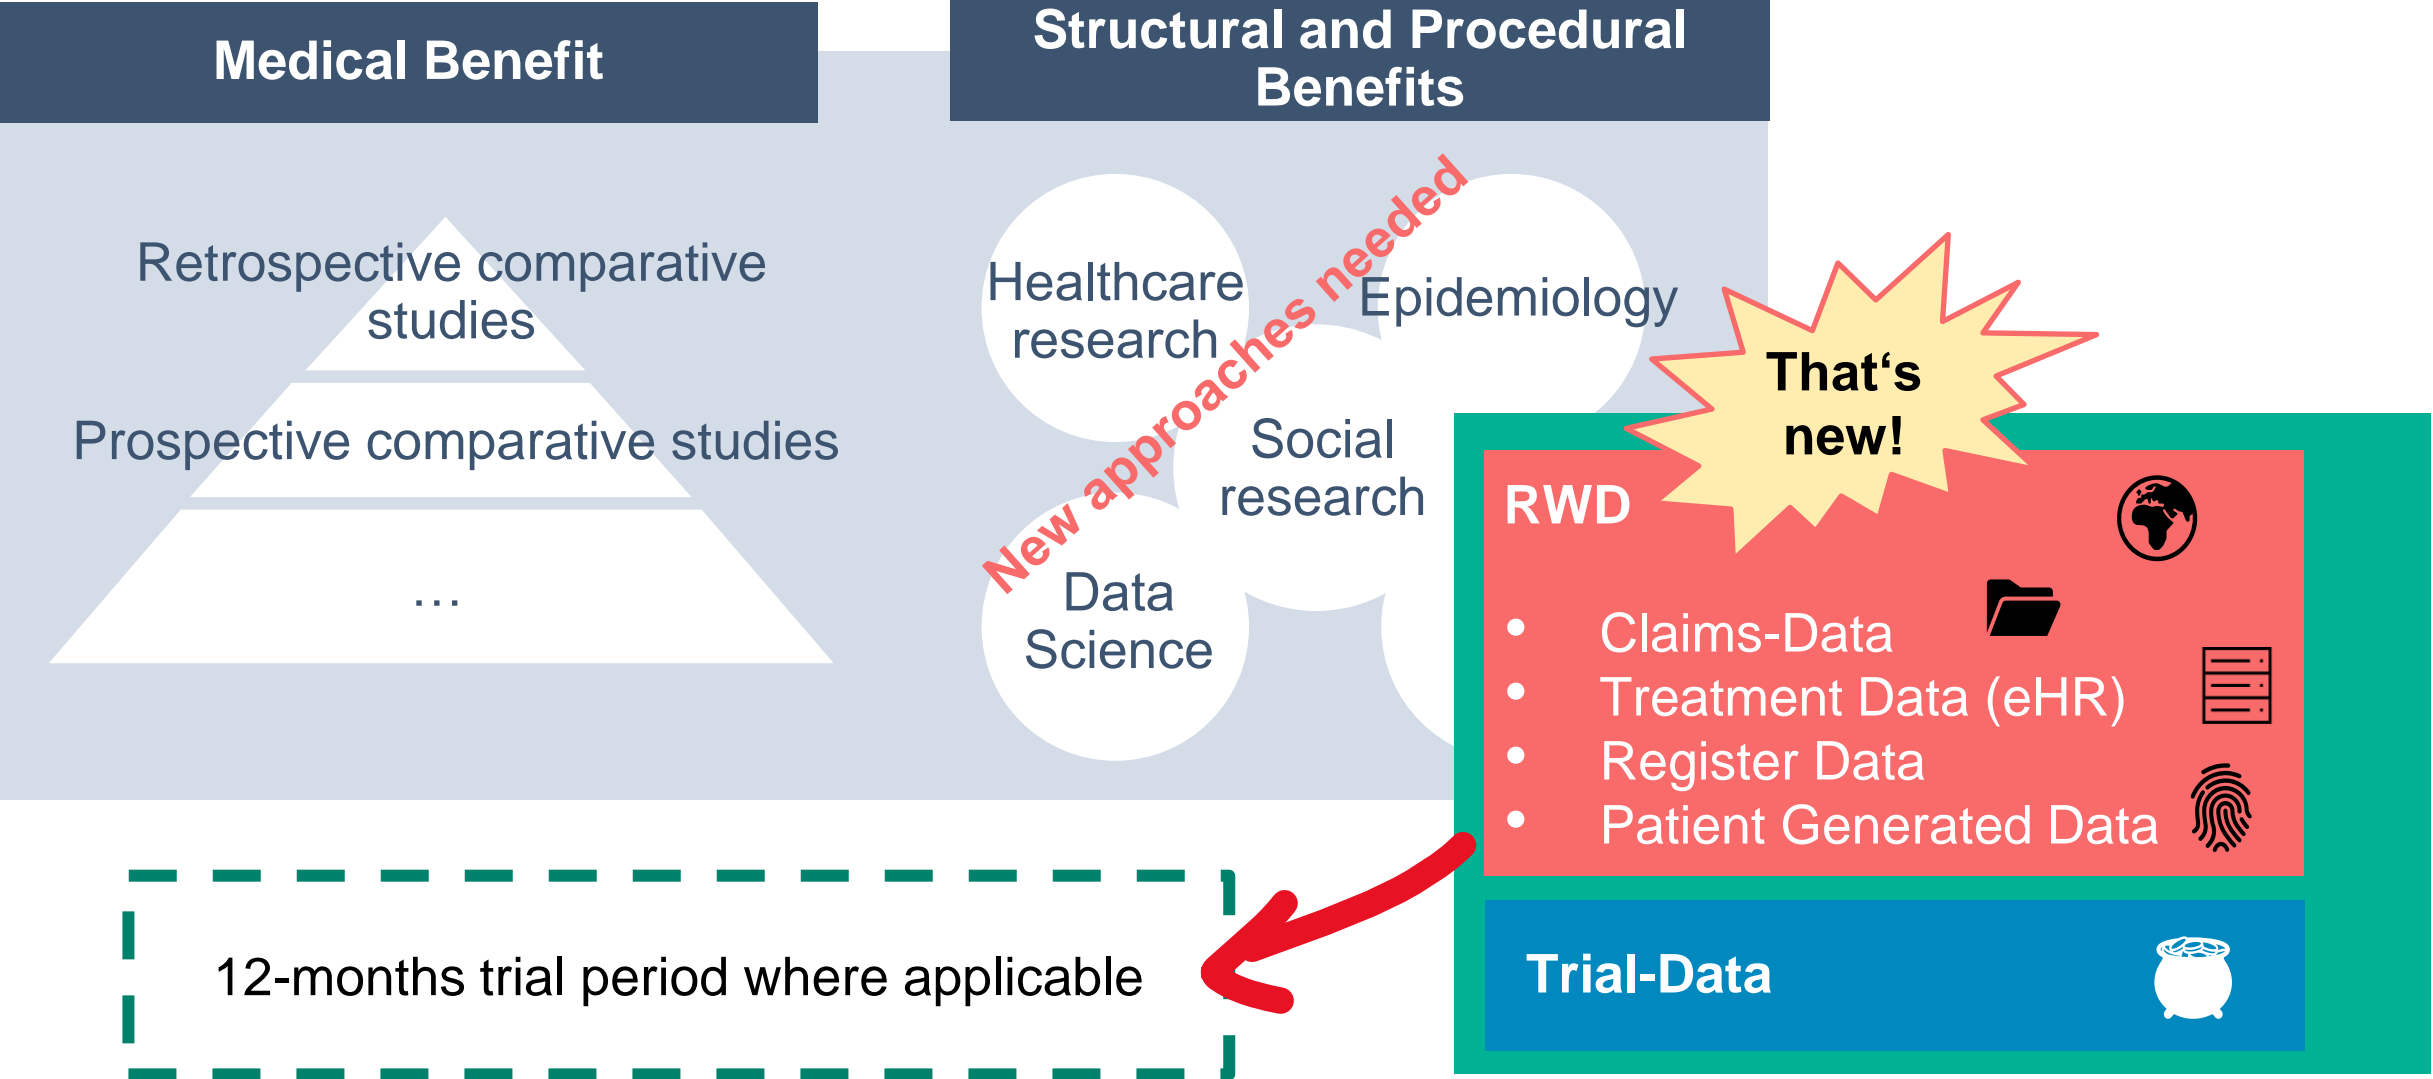 Medical Benefit
Structural and Procedural
Benefits
Retrospective comparative
studies
Prospective comparative studies
…
New approaches needed
Healthcare
research
Epidemiology
Social
research
Data
Science
That‘s
new!
RWD
• Claims-Data
• Treatment Data (eHR)
• Register Data
• Patient Generated Data
Trial-Data
12-months trial period where applicable